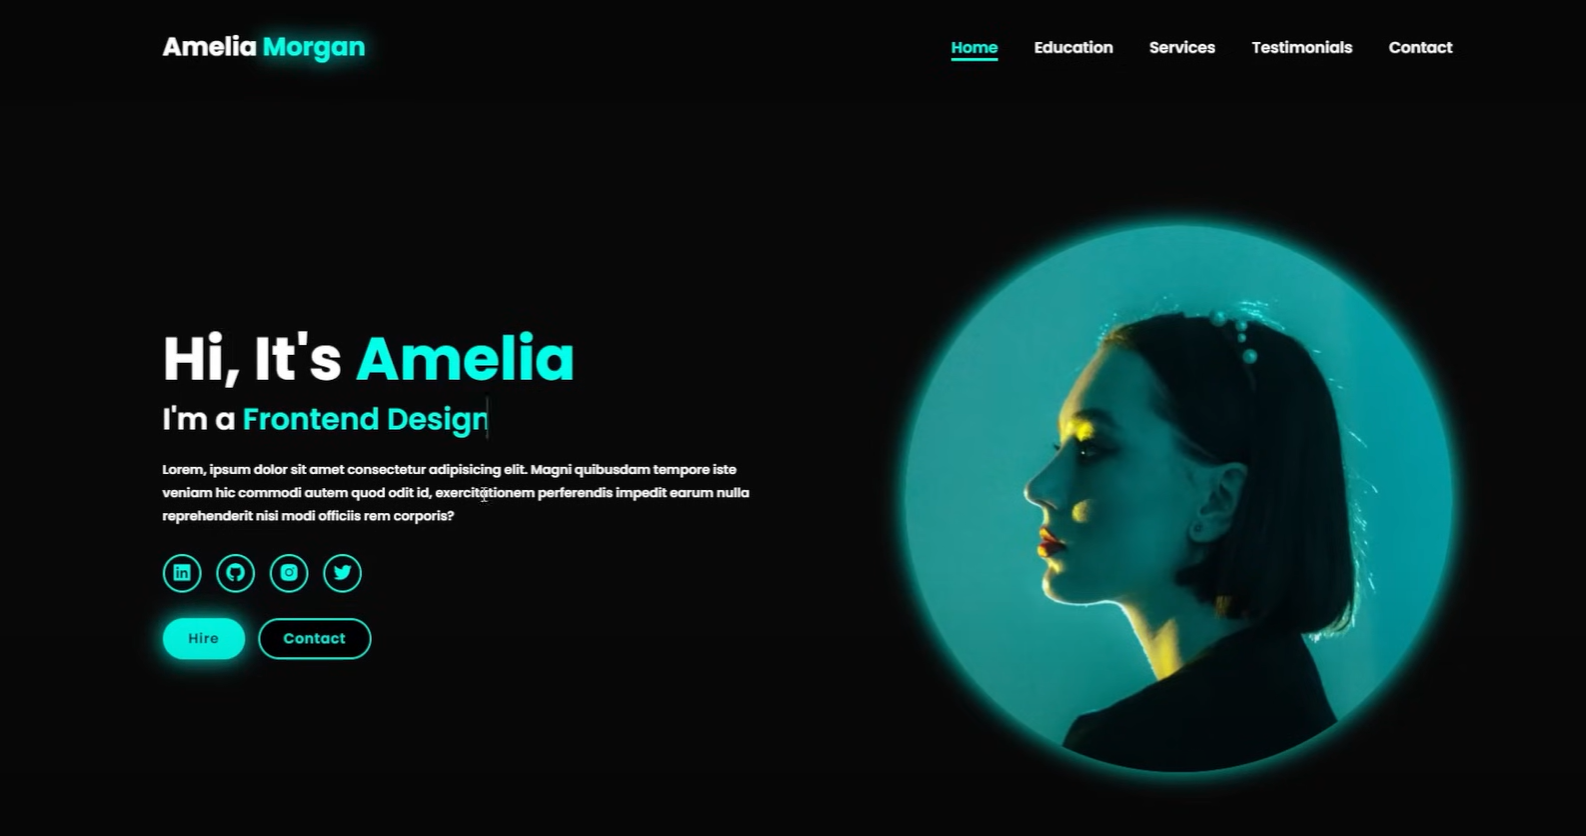 Amelia Morgan
Home Education Services Testimonials Contact
Hi, It's Amelia
I'm a Frontend Design
Lorem, ipsum dolor sit amet consectetur adipisicing elit. Magni quibusdam tempore iste
veniam hic commodi autem quod odit id, exercitationem perferendis impedit earum nulla
reprehenderit nisi modi officiis rem corporis?
in
Hire Contact